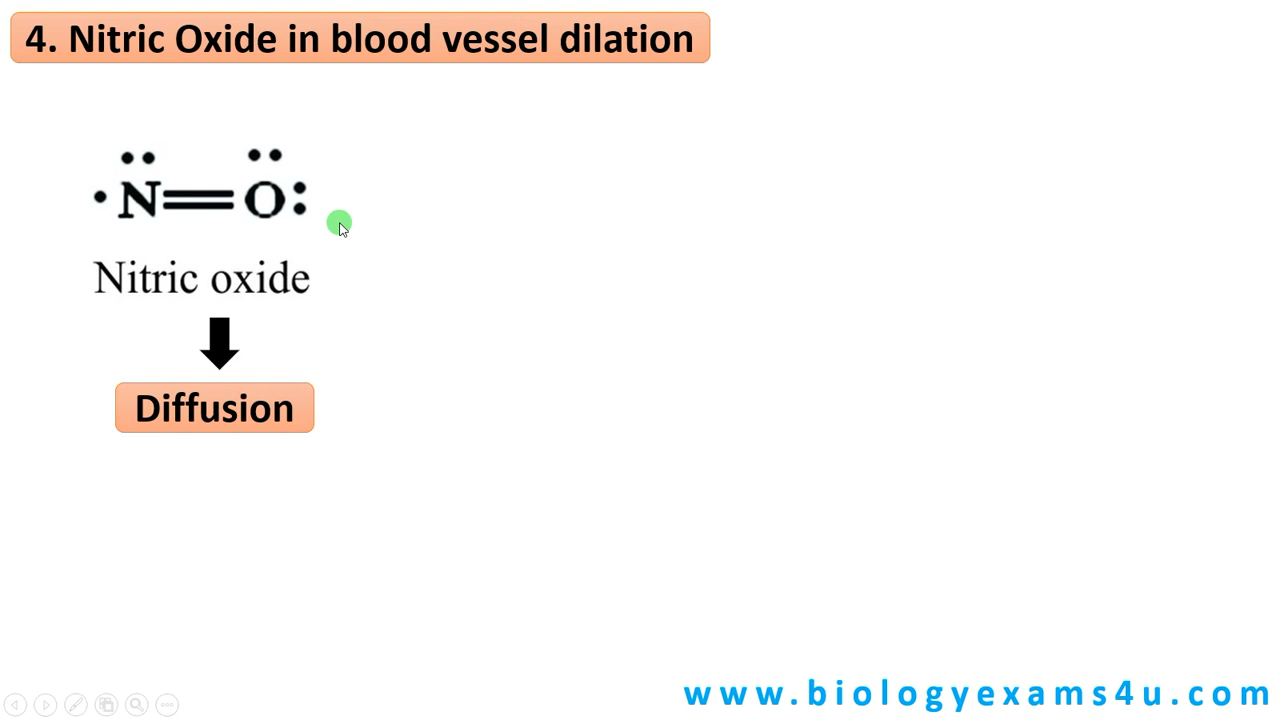 4. Nitric Oxide in blood vessel dilation
N=O
Nitric oxide
Diffusion
www.biologyexams4u.com